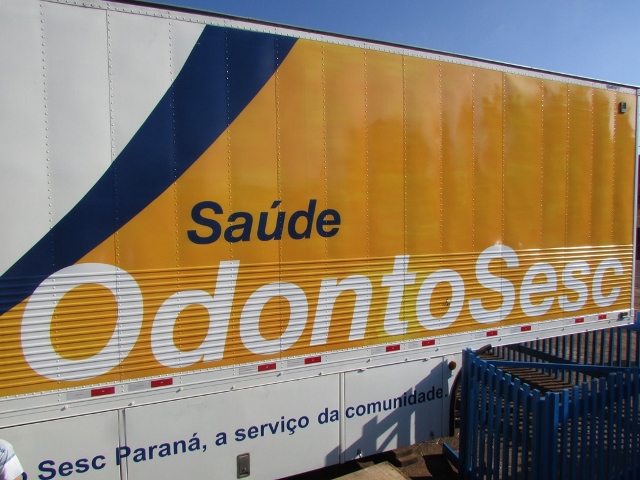 Saúde
OdontoSesc
o Sesc Paraná, a serviço da comunidade.